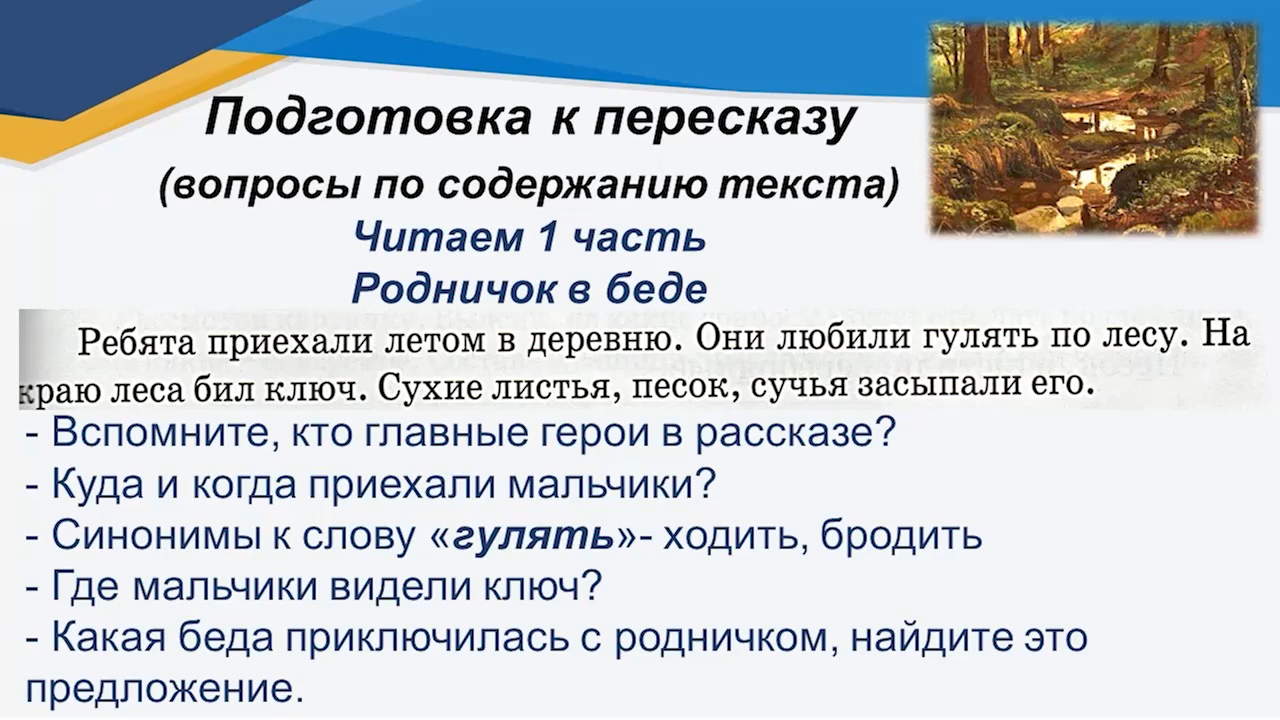 Подготовка к пересказу
(вопросы по содержанию текста)
Читаем 1 часть
Родничок в беде
Ребята приехали летом в деревню. Они любили гулять по лесу. На
краю леса бил ключ. Сухие листья, песок, сучья засыпали его.
- Вспомните, кто главные герои в рассказе?
- Куда и когда приехали мальчики?
- Синонимы к слову «гулять»- ходить, бродить
- Где мальчики видели ключ?
- Какая беда приключилась с родничком, найдите это
предложение.